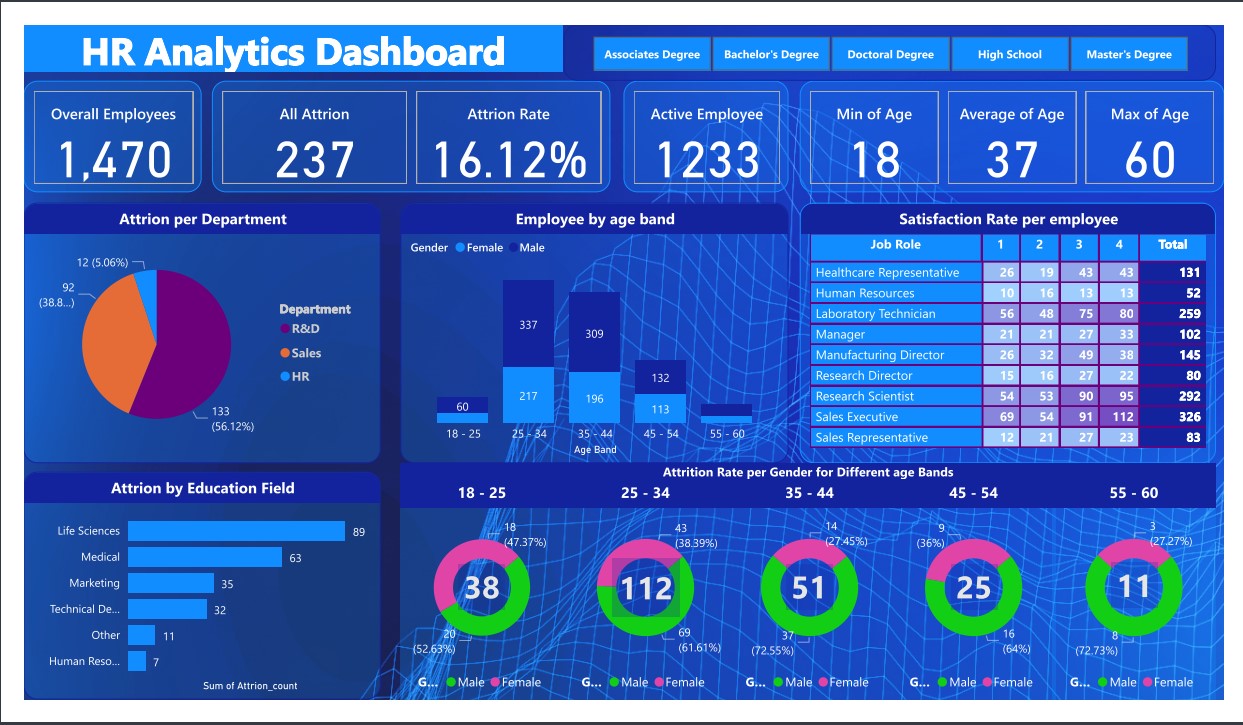 HR Analytics Dashboard
Associates Degree
Bachelor's Degree
Doctoral Degree
High School
Master's Degree
Overall Employees
1,470
All Attrion
237
Attrion Rate
16.12%
Active Employee
1233
Min of Age
18
Average of Age
37
Max of Age
60
Attrion per Department
12 (5.06%)
92
(38.8...)
133
(56.12%)
Department
R&D
Sales
HR
Employee by age band
Gender Female Male
337
309
217
196
132
113
60
18 - 25 25 - 34 35 - 44 45 - 54 55 - 60
Age Band
Satisfaction Rate per employee
Job Role 1 2 3 4 Total
Healthcare Representative 26 19 43 43 131
Human Resources 10 16 13 13 52
Laboratory Technician 56 48 75 80 259
Manager 21 21 27 33 102
Manufacturing Director 26 32 49 38 145
Research Director 15 16 27 22 80
Research Scientist 54 53 90 95 292
Sales Executive 69 54 91 112 326
Sales Representative 12 21 27 23 83
Attrion by Education Field
Life Sciences 89
Medical 63
Marketing 35
Technical De... 32
Other 11
Human Reso... 7
Sum of Attrion_count
Attrition Rate per Gender for Different age Bands
18 - 25 25 - 34 35 - 44 45 - 54 55 - 60
18
(47.37%)
38
20
(52.63%)
G... Male Female
43
(38.39%)
112
69
(61.61%)
G... Male Female
14
(27.45%)
51
37
(72.55%)
G... Male Female
9
(36%)
25
16
(64%)
G... Male Female
3
(27.27%)
11
8
(72.73%)
G... Male Female